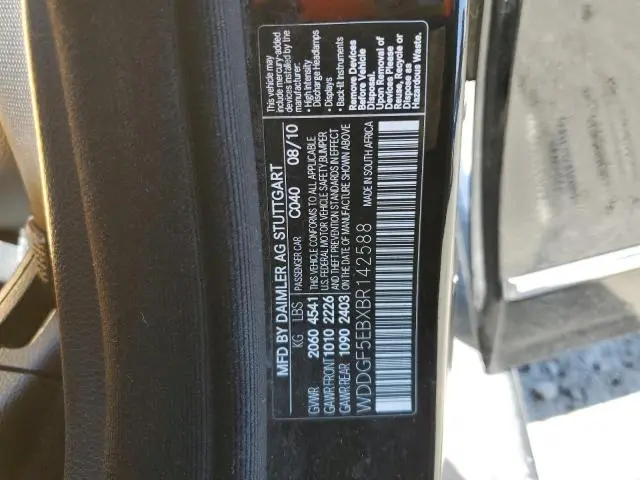 MFD BY DAIMLER AG STUTTGART
KG LBS PASSENGER CAR C040 08/10
GVWR 2060 4541 THIS VEHICLE CONFORMS TO ALL APPLICABLE
GAWR FRONT 1010 2226 U.S. FEDERAL MOTOR VEHICLE SAFETY, BUMPER
AND THEFT PREVENTION STANDARDS IN EFFECT
GAWR REAR 1090 2403 ON THE DATE OF MANUFACTURE SHOWN ABOVE
WDDGF5EBXBR142588 MADE IN SOUTH AFRICA
This vehicle may
include mercury-added
devices installed by the
manufacturer:
• High Intensity
Discharge Headlamps
• Displays
• Back-lit Instruments
Remove Devices
Before Vehicle
Disposal.
Upon Removal of
Devices Please
Reuse, Recycle or
Dispose as
Hazardous Waste.